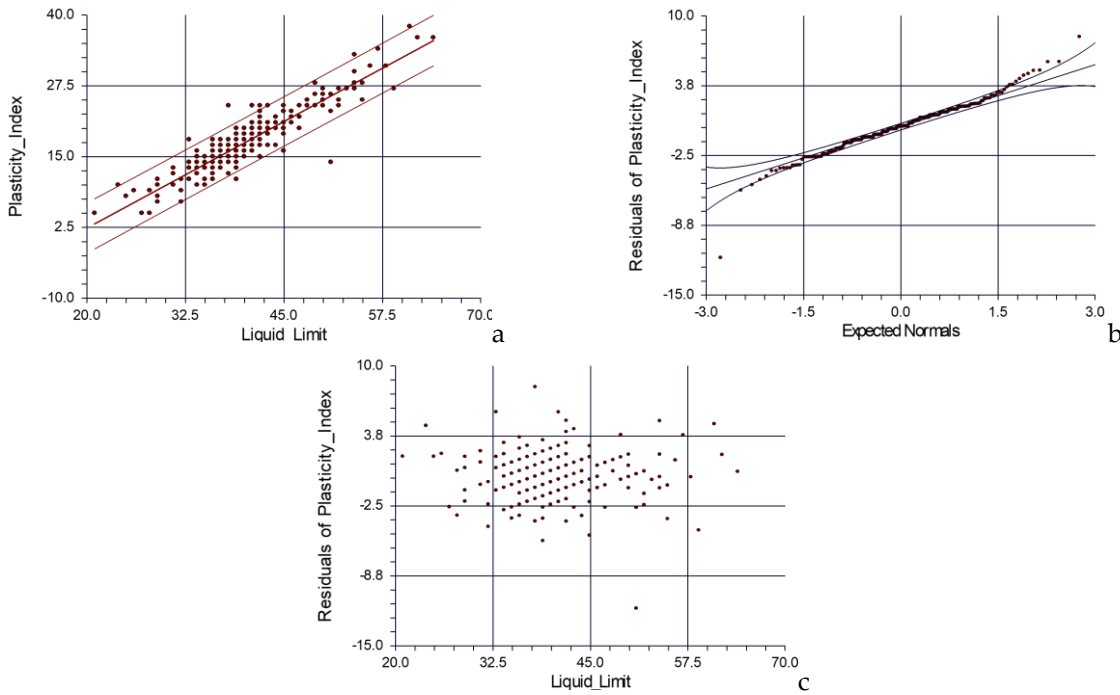 40.0
27.5
15.0
2.5
-10.0
Plasticity_Index
20.0 32.5 45.0 57.5 70.0
Liquid_Limit
a
10.0
3.8
-2.5
-8.8
-15.0
Residuals of Plasticity_Index
-3.0 -1.5 0.0 1.5 3.0
Expected Normals
b
10.0
3.8
-2.5
-8.8
-15.0
Residuals of Plasticity_Index
20.0 32.5 45.0 57.5 70.0
Liquid_Limit
c